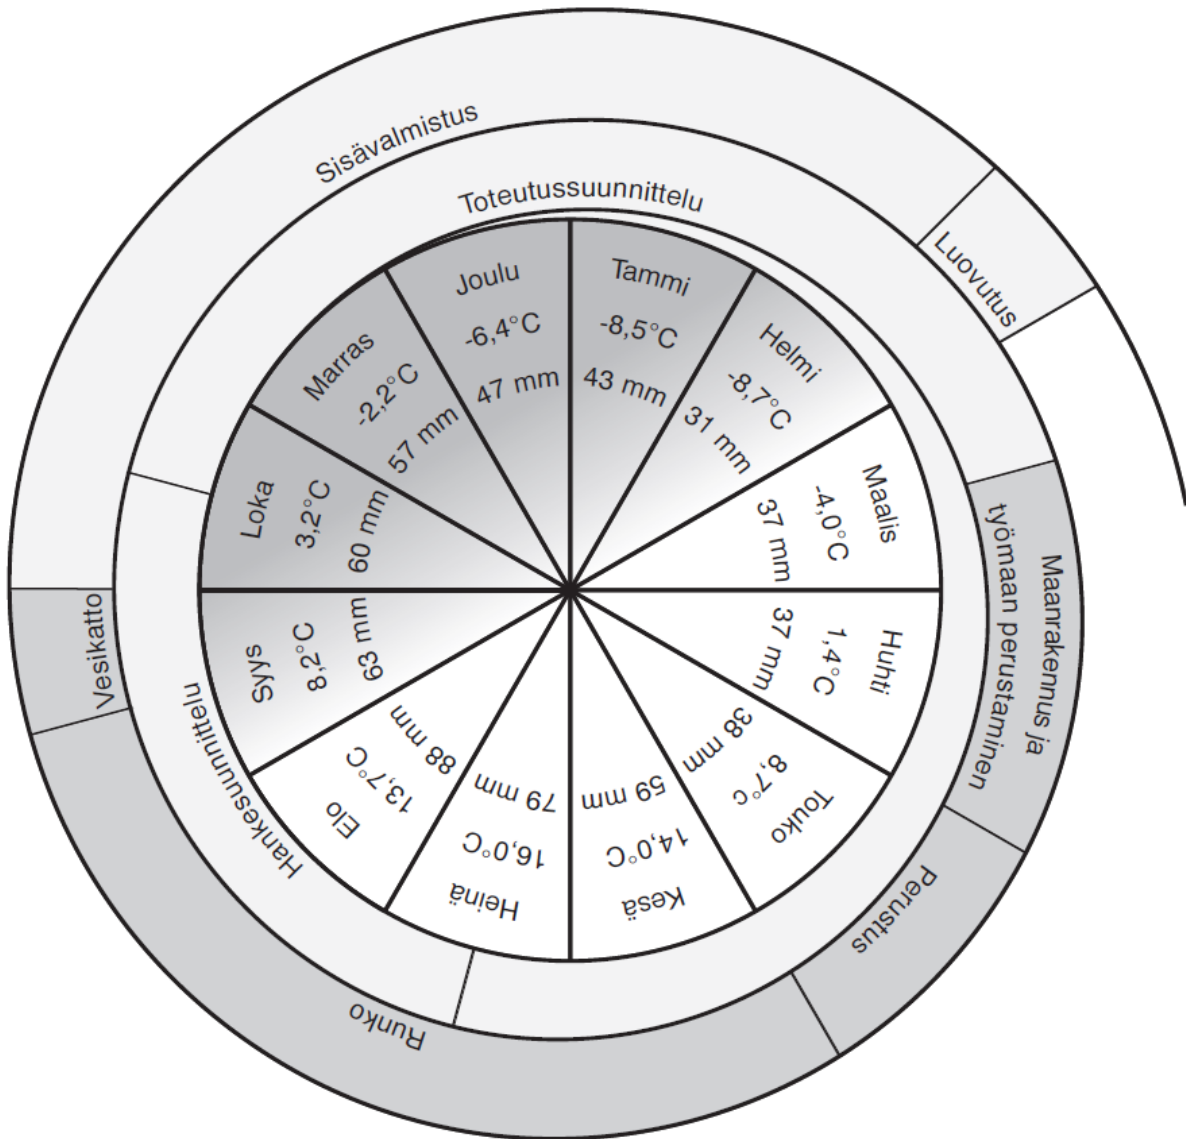 Sisävalmistus
Toteutussuunnittelu
Luovutus
Tammi
-8,5°C
43 mm
Helmi
-8,7°C
31 mm
Maalis
-4,0°C
37 mm
Huhti
1,4°C
37 mm
Touko
8,7°c
38 mm
Kesä
14,0°C
59 mm
Heinä
16,0°C
79 mm
Elo
13,7°C
88 mm
Syys
8,2°C
63 mm
Loka
3,2°C
60 mm
Marras
-2,2°C
57 mm
Joulu
-6,4°C
47 mm
Maanrakennus ja
työmaan perustaminen
Perustus
Runko
Vesikatto
Hankesuunnittelu